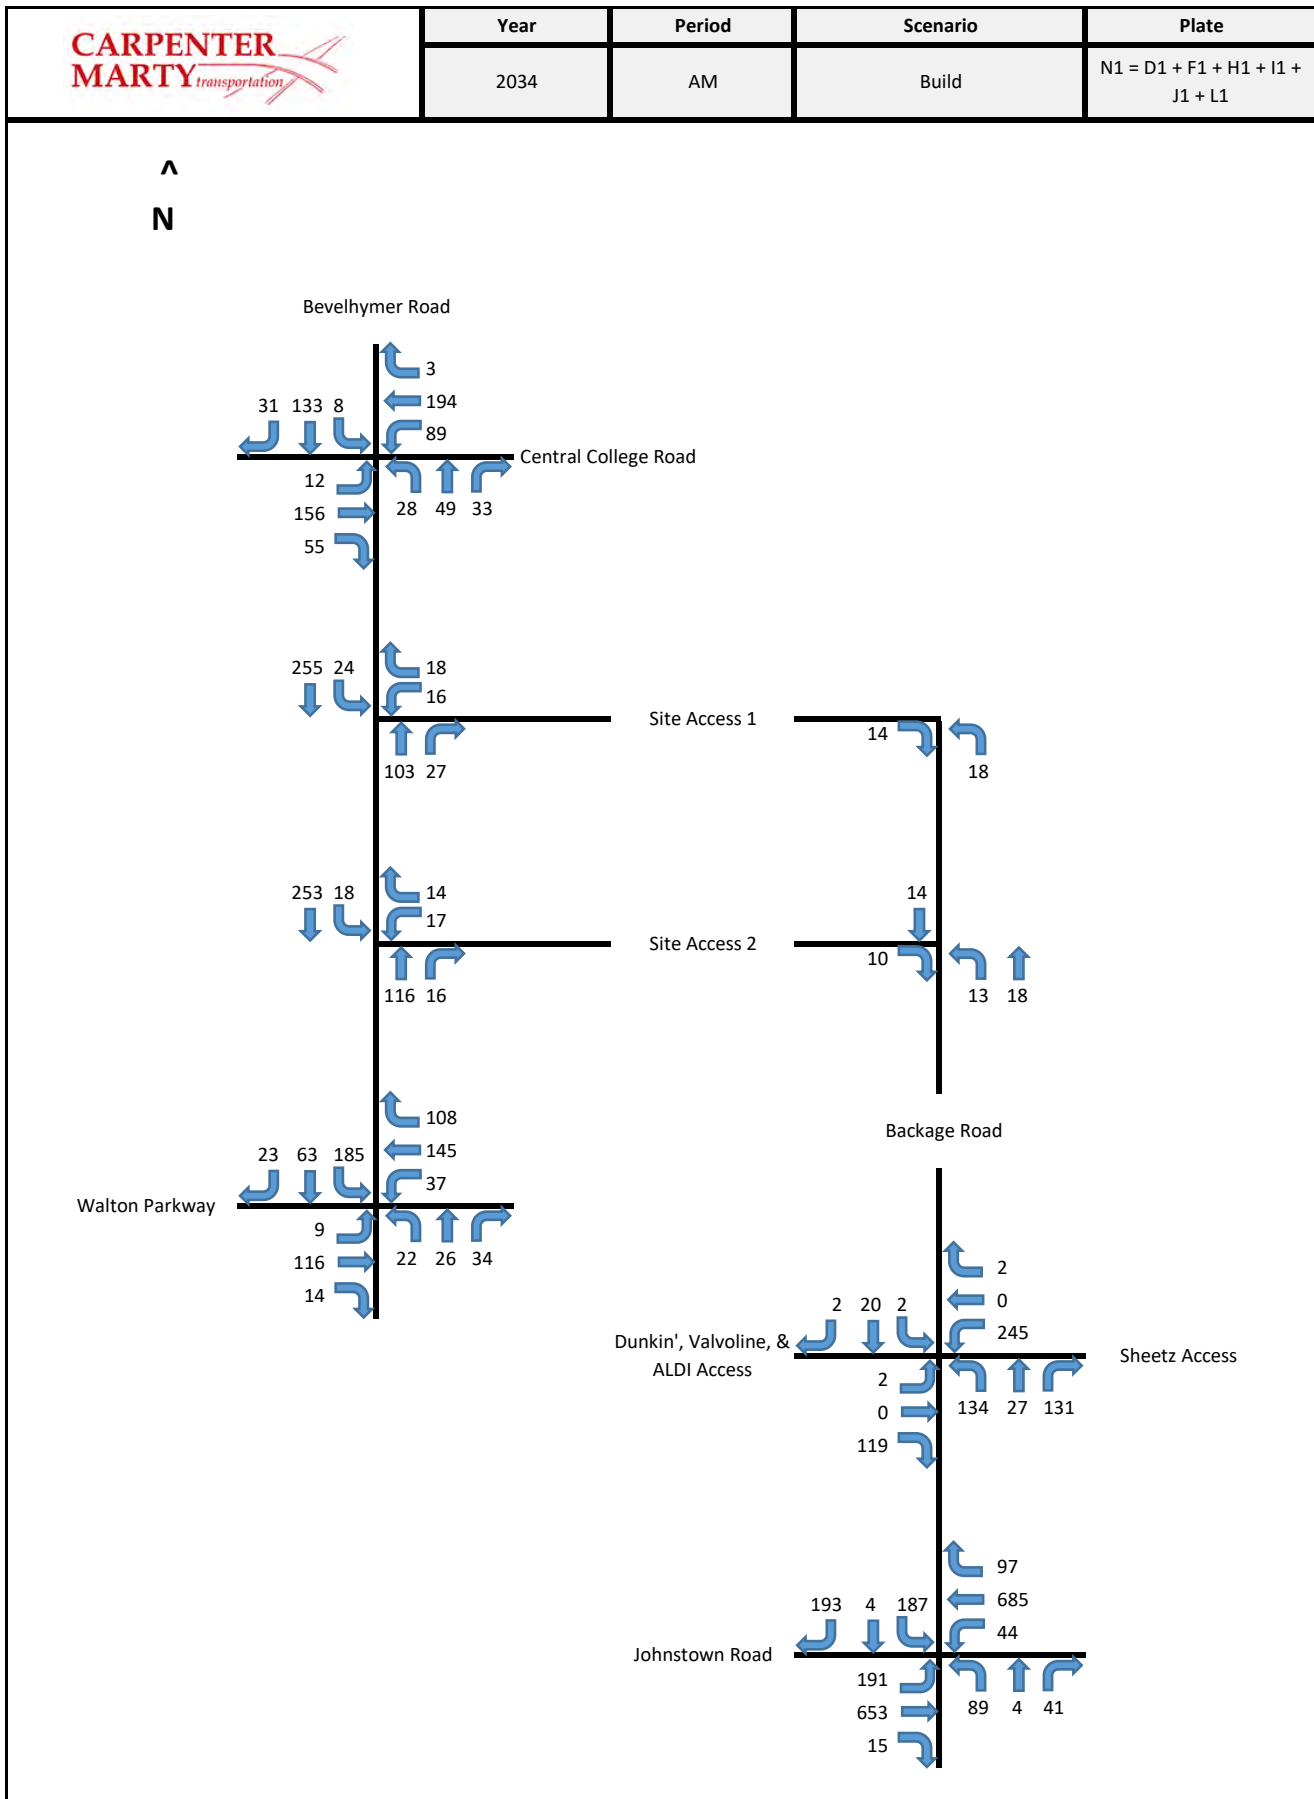 CARPENTER
MARTY transportation
Year Period Scenario Plate
2034 AM Build N1 = D1 + F1 + H1 + I1 +
J1 + L1
^
N
Bevelhymer Road
3
31 133 8 194
89
Central College Road
12
156 28 49 33
55
255 24 18
16
Site Access 1
103 27
14
18
253 18 14
17
14
Site Access 2
10
116 16
13 18
108
23 63 185 145
37
Walton Parkway
9
116 22 26 34
14
Backage Road
2
2 20 2 0
245
Dunkin', Valvoline, &
ALDI Access
Sheetz Access
2
0 134 27 131
119
97
193 4 187 685
44
Johnstown Road
191
653 89 4 41
15